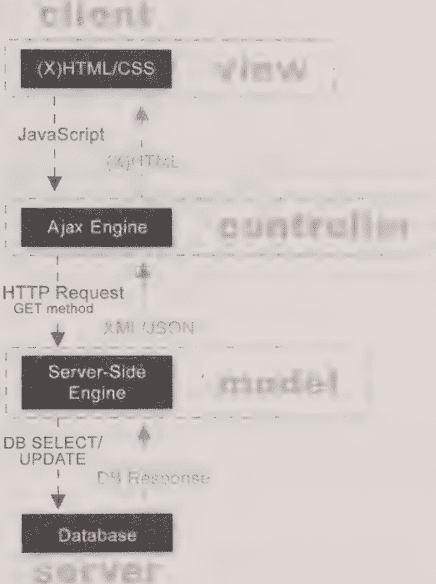 client
(X)HTML/CSS
view
JavaScript
(X)HTML
Ajax Engine
controller
HTTP Request
GET method
XML/JSON
Server-Side
Engine
model
DB SELECT/
UPDATE
DB Response
Database
server